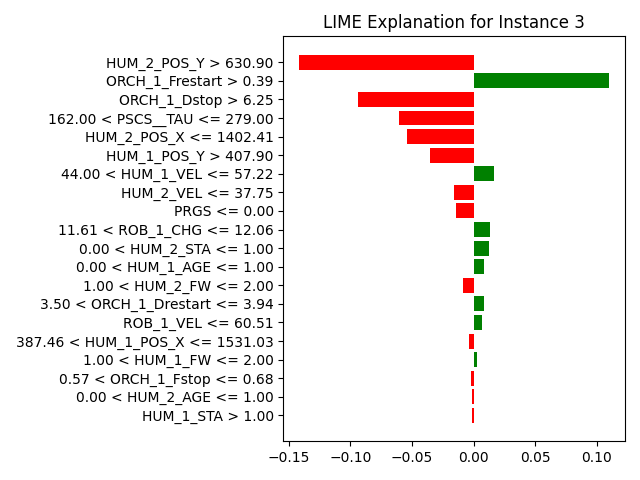 LIME Explanation for Instance 3
HUM_2_POS_Y > 630.90
ORCH_1_Frestart > 0.39
ORCH_1_Dstop > 6.25
162.00 < PSCS__TAU <= 279.00
HUM_2_POS_X <= 1402.41
HUM_1_POS_Y > 407.90
44.00 < HUM_1_VEL <= 57.22
HUM_2_VEL <= 37.75
PRGS <= 0.00
11.61 < ROB_1_CHG <= 12.06
0.00 < HUM_2_STA <= 1.00
0.00 < HUM_1_AGE <= 1.00
1.00 < HUM_2_FW <= 2.00
3.50 < ORCH_1_Drestart <= 3.94
ROB_1_VEL <= 60.51
387.46 < HUM_1_POS_X <= 1531.03
1.00 < HUM_1_FW <= 2.00
0.57 < ORCH_1_Fstop <= 0.68
0.00 < HUM_2_AGE <= 1.00
HUM_1_STA > 1.00
−0.15 −0.10 −0.05 0.00 0.05 0.10